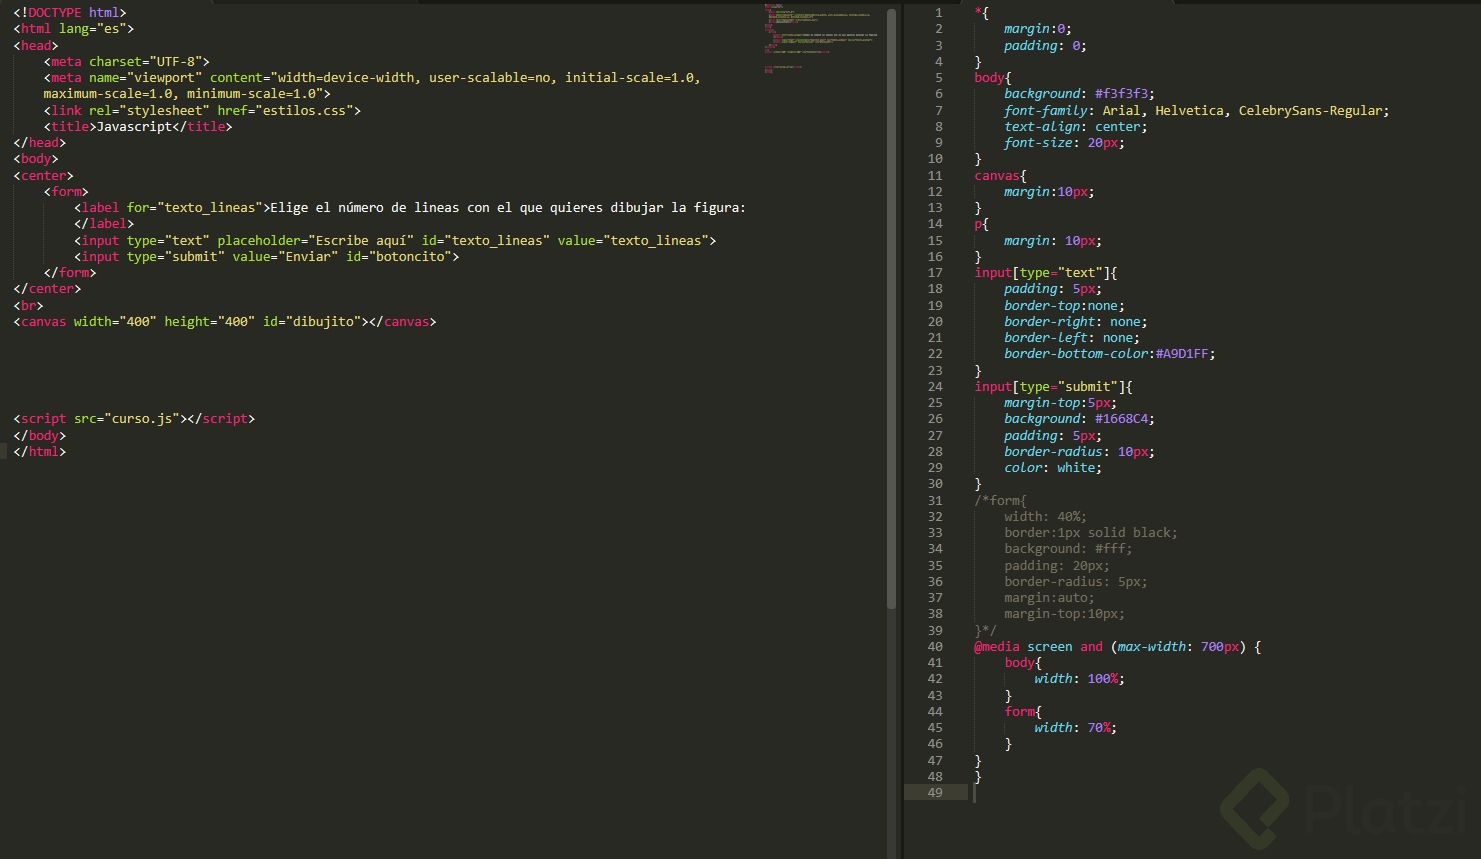 <!DOCTYPE html>
<html lang="es">
<head>
<meta charset="UTF-8">
<meta name="viewport" content="width=device-width, user-scalable=no, initial-scale=1.0,
maximum-scale=1.0, minimum-scale=1.0">
<link rel="stylesheet" href="estilos.css">
<title>Javascript</title>
</head>
<body>
<center>
<form>
<label for="texto_lineas">Elige el número de lineas con el que quieres dibujar la figura:
</label>
<input type="text" placeholder="Escribe aquí" id="texto_lineas" value="texto_lineas">
<input type="submit" value="Enviar" id="botoncito">
</form>
</center>
<br>
<canvas width="400" height="400" id="dibujito"></canvas>
<script src="curso.js"></script>
</body>
</html>
1 *{
2 margin:0;
3 padding: 0;
4 }
5 body{
6 background: #f3f3f3;
7 font-family: Arial, Helvetica, CelebrySans-Regular;
8 text-align: center;
9 font-size: 20px;
10 }
11 canvas{
12 margin:10px;
13 }
14 p{
15 margin: 10px;
16 }
17 input[type="text"]{
18 padding: 5px;
19 border-top:none;
20 border-right: none;
21 border-left: none;
22 border-bottom-color:#A9D1FF;
23 }
24 input[type="submit"]{
25 margin-top:5px;
26 background: #1668C4;
27 padding: 5px;
28 border-radius: 10px;
29 color: white;
30 }
31 /*form{
32 width: 40%;
33 border:1px solid black;
34 background: #fff;
35 padding: 20px;
36 border-radius: 5px;
37 margin:auto;
38 margin-top:10px;
39 }*/
40 @media screen and (max-width: 700px) {
41 body{
42 width: 100%;
43 }
44 form{
45 width: 70%;
46 }
47 }
48 }
49
Platzi